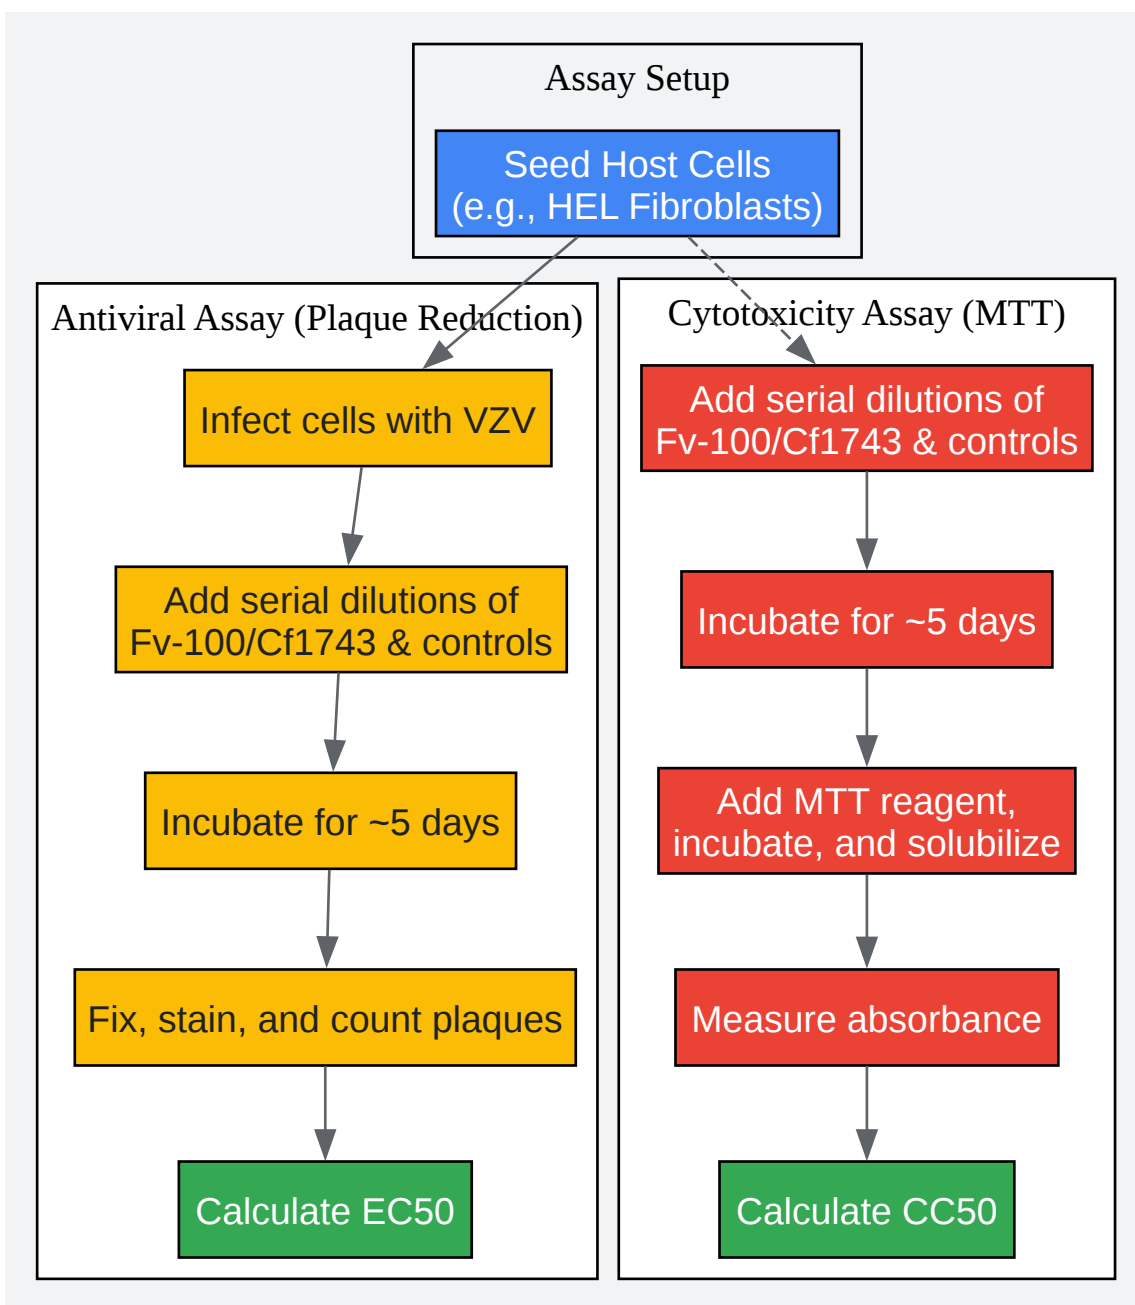 Assay Setup
Seed Host Cells
(e.g., HEL Fibroblasts)
Antiviral Assay (Plaque Reduction)
Infect cells with VZV
Add serial dilutions of
Fv-100/Cf1743 & controls
Incubate for ~5 days
Fix, stain, and count plaques
Calculate EC50
Cytotoxicity Assay (MTT)
Add serial dilutions of
Fv-100/Cf1743 & controls
Incubate for ~5 days
Add MTT reagent,
incubate, and solubilize
Measure absorbance
Calculate CC50